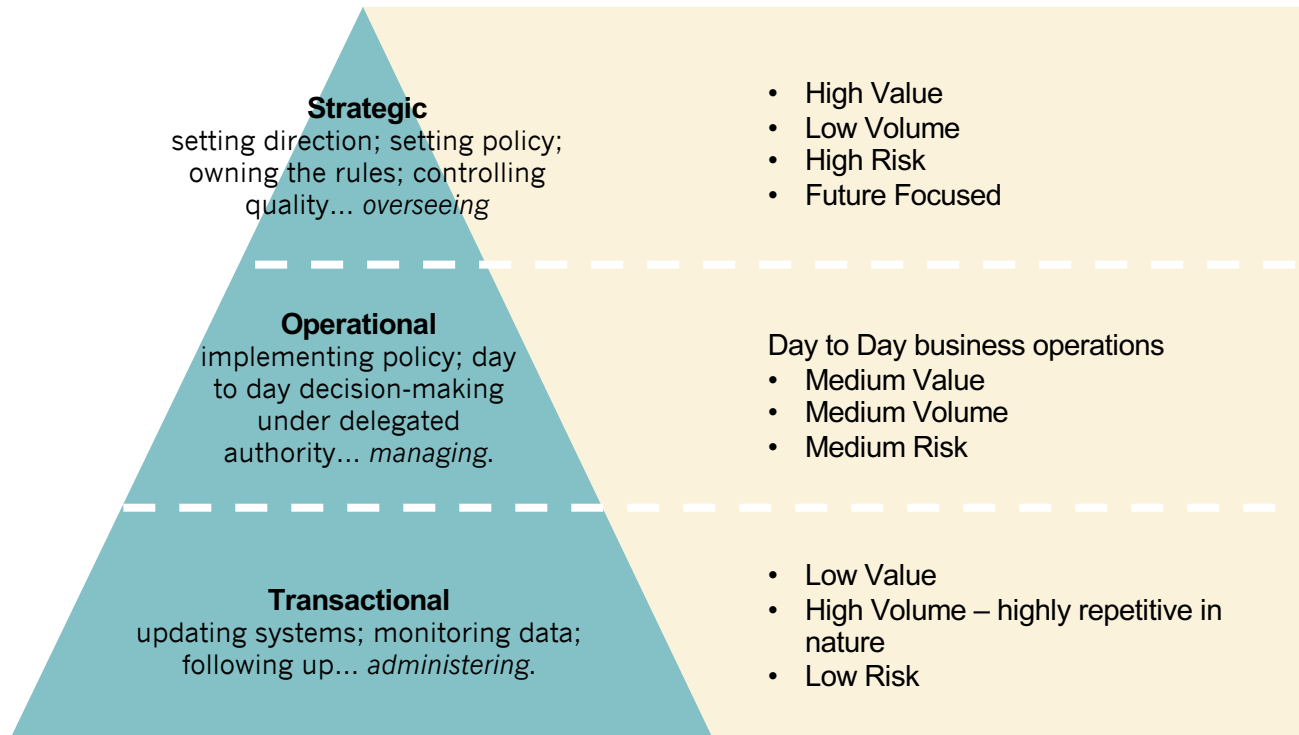 Strategic
setting direction; setting policy;
owning the rules; controlling
quality... overseeing
• High Value
• Low Volume
• High Risk
• Future Focused
Operational
implementing policy; day
to day decision-making
under delegated
authority... managing.
Day to Day business operations
• Medium Value
• Medium Volume
• Medium Risk
Transactional
updating systems; monitoring data;
following up... administering.
• Low Value
• High Volume – highly repetitive in
nature
• Low Risk